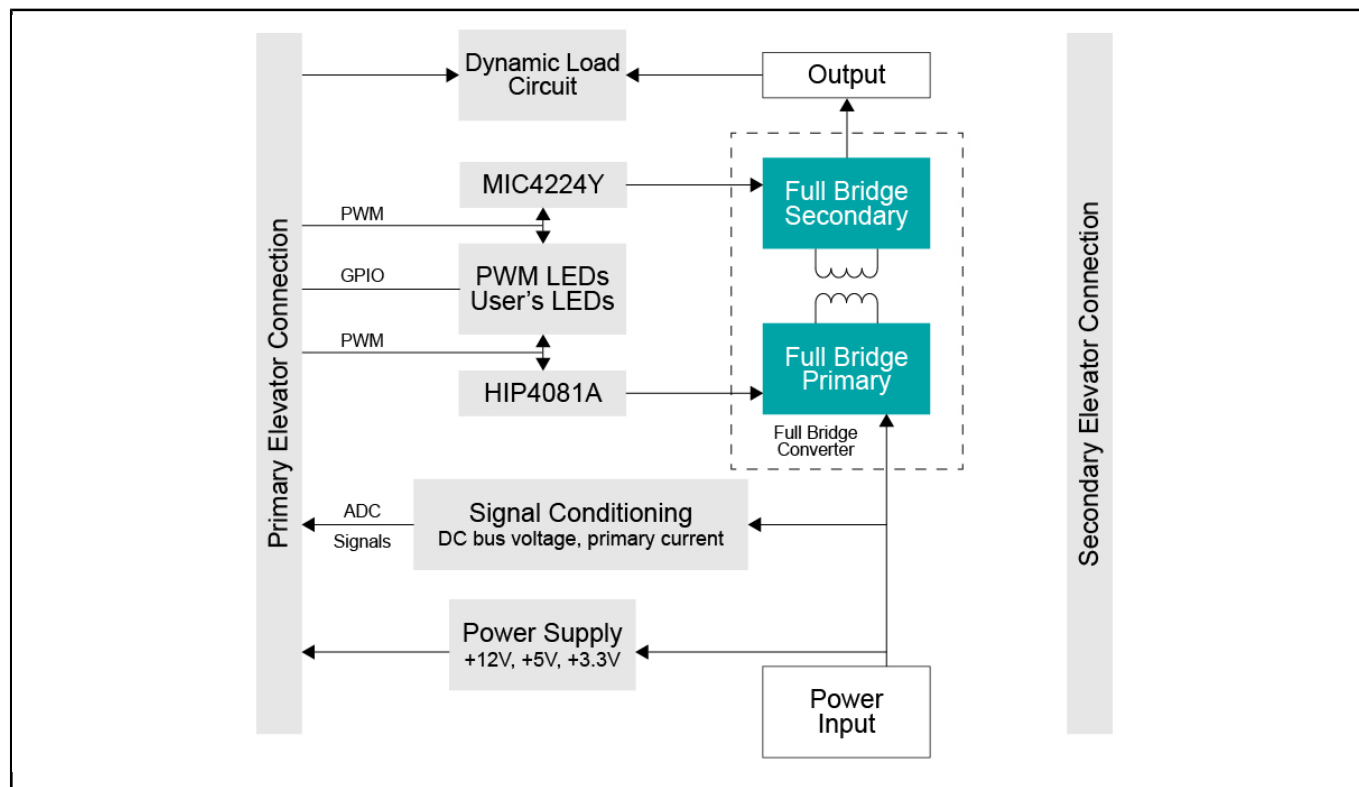 Primary Elevator Connection
Dynamic Load
Circuit
Output
MIC4224Y
Full Bridge
Secondary
PWM
GPIO
PWM LEDs
User's LEDs
PWM
Full Bridge
Primary
HIP4081A
Full Bridge
Converter
ADC
Signals
Signal Conditioning
DC bus voltage, primary current
Power Supply
+12V, +5V, +3.3V
Power
Input
Secondary Elevator Connection